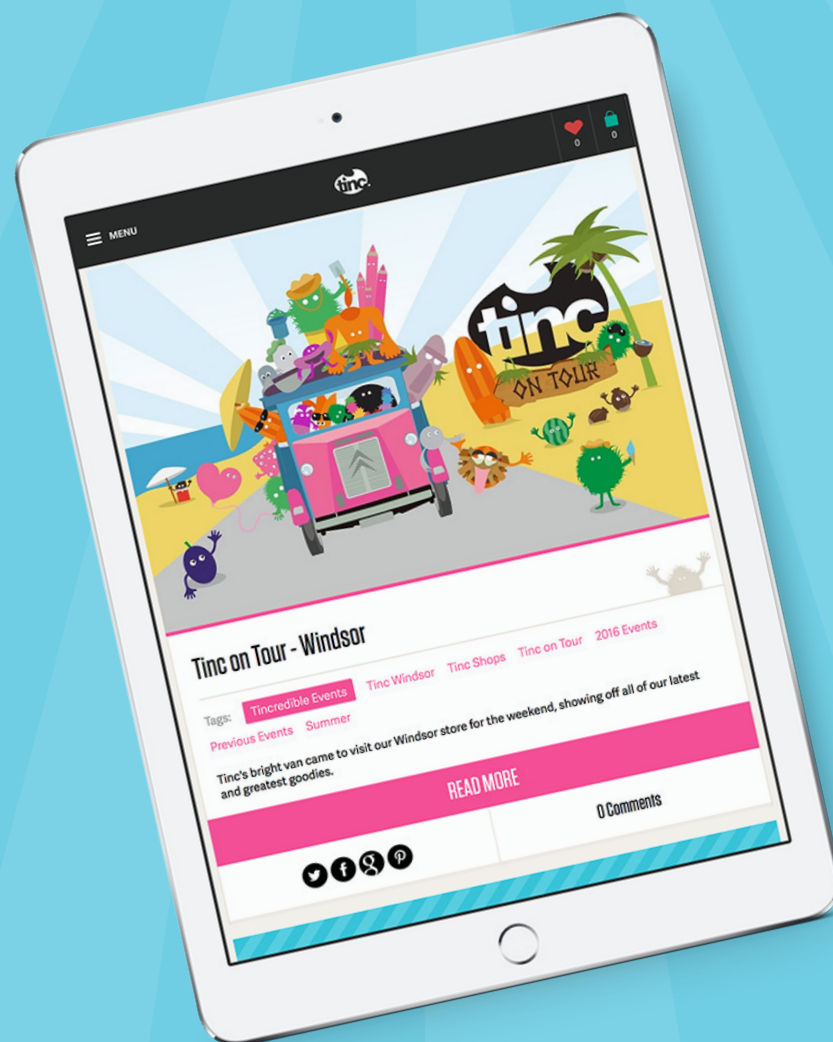 MENU
tinc.
0
0
tinc
ON TOUR
Tinc on Tour - Windsor
Tags: Tincredible Events Tinc Windsor Tinc Shops Tinc on Tour 2016 Events
Previous Events Summer
Tinc's bright van came to visit our Windsor store for the weekend, showing off all of our latest
and greatest goodies.
READ MORE
0 Comments